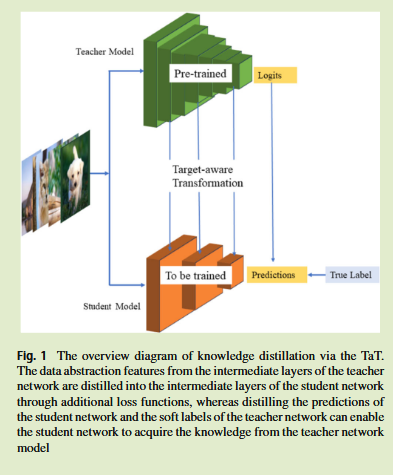 Teacher Model
Pre-trained
Logits
Target-aware
Transformation
To be trained
Predictions
True Label
Student Model
Fig. 1 The overview diagram of knowledge distillation via the TaT.
The data abstraction features from the intermediate layers of the teacher
network are distilled into the intermediate layers of the student network
through additional loss functions, whereas distilling the predictions of
the student network and the soft labels of the teacher network can enable
the student network to acquire the knowledge from the teacher network
model